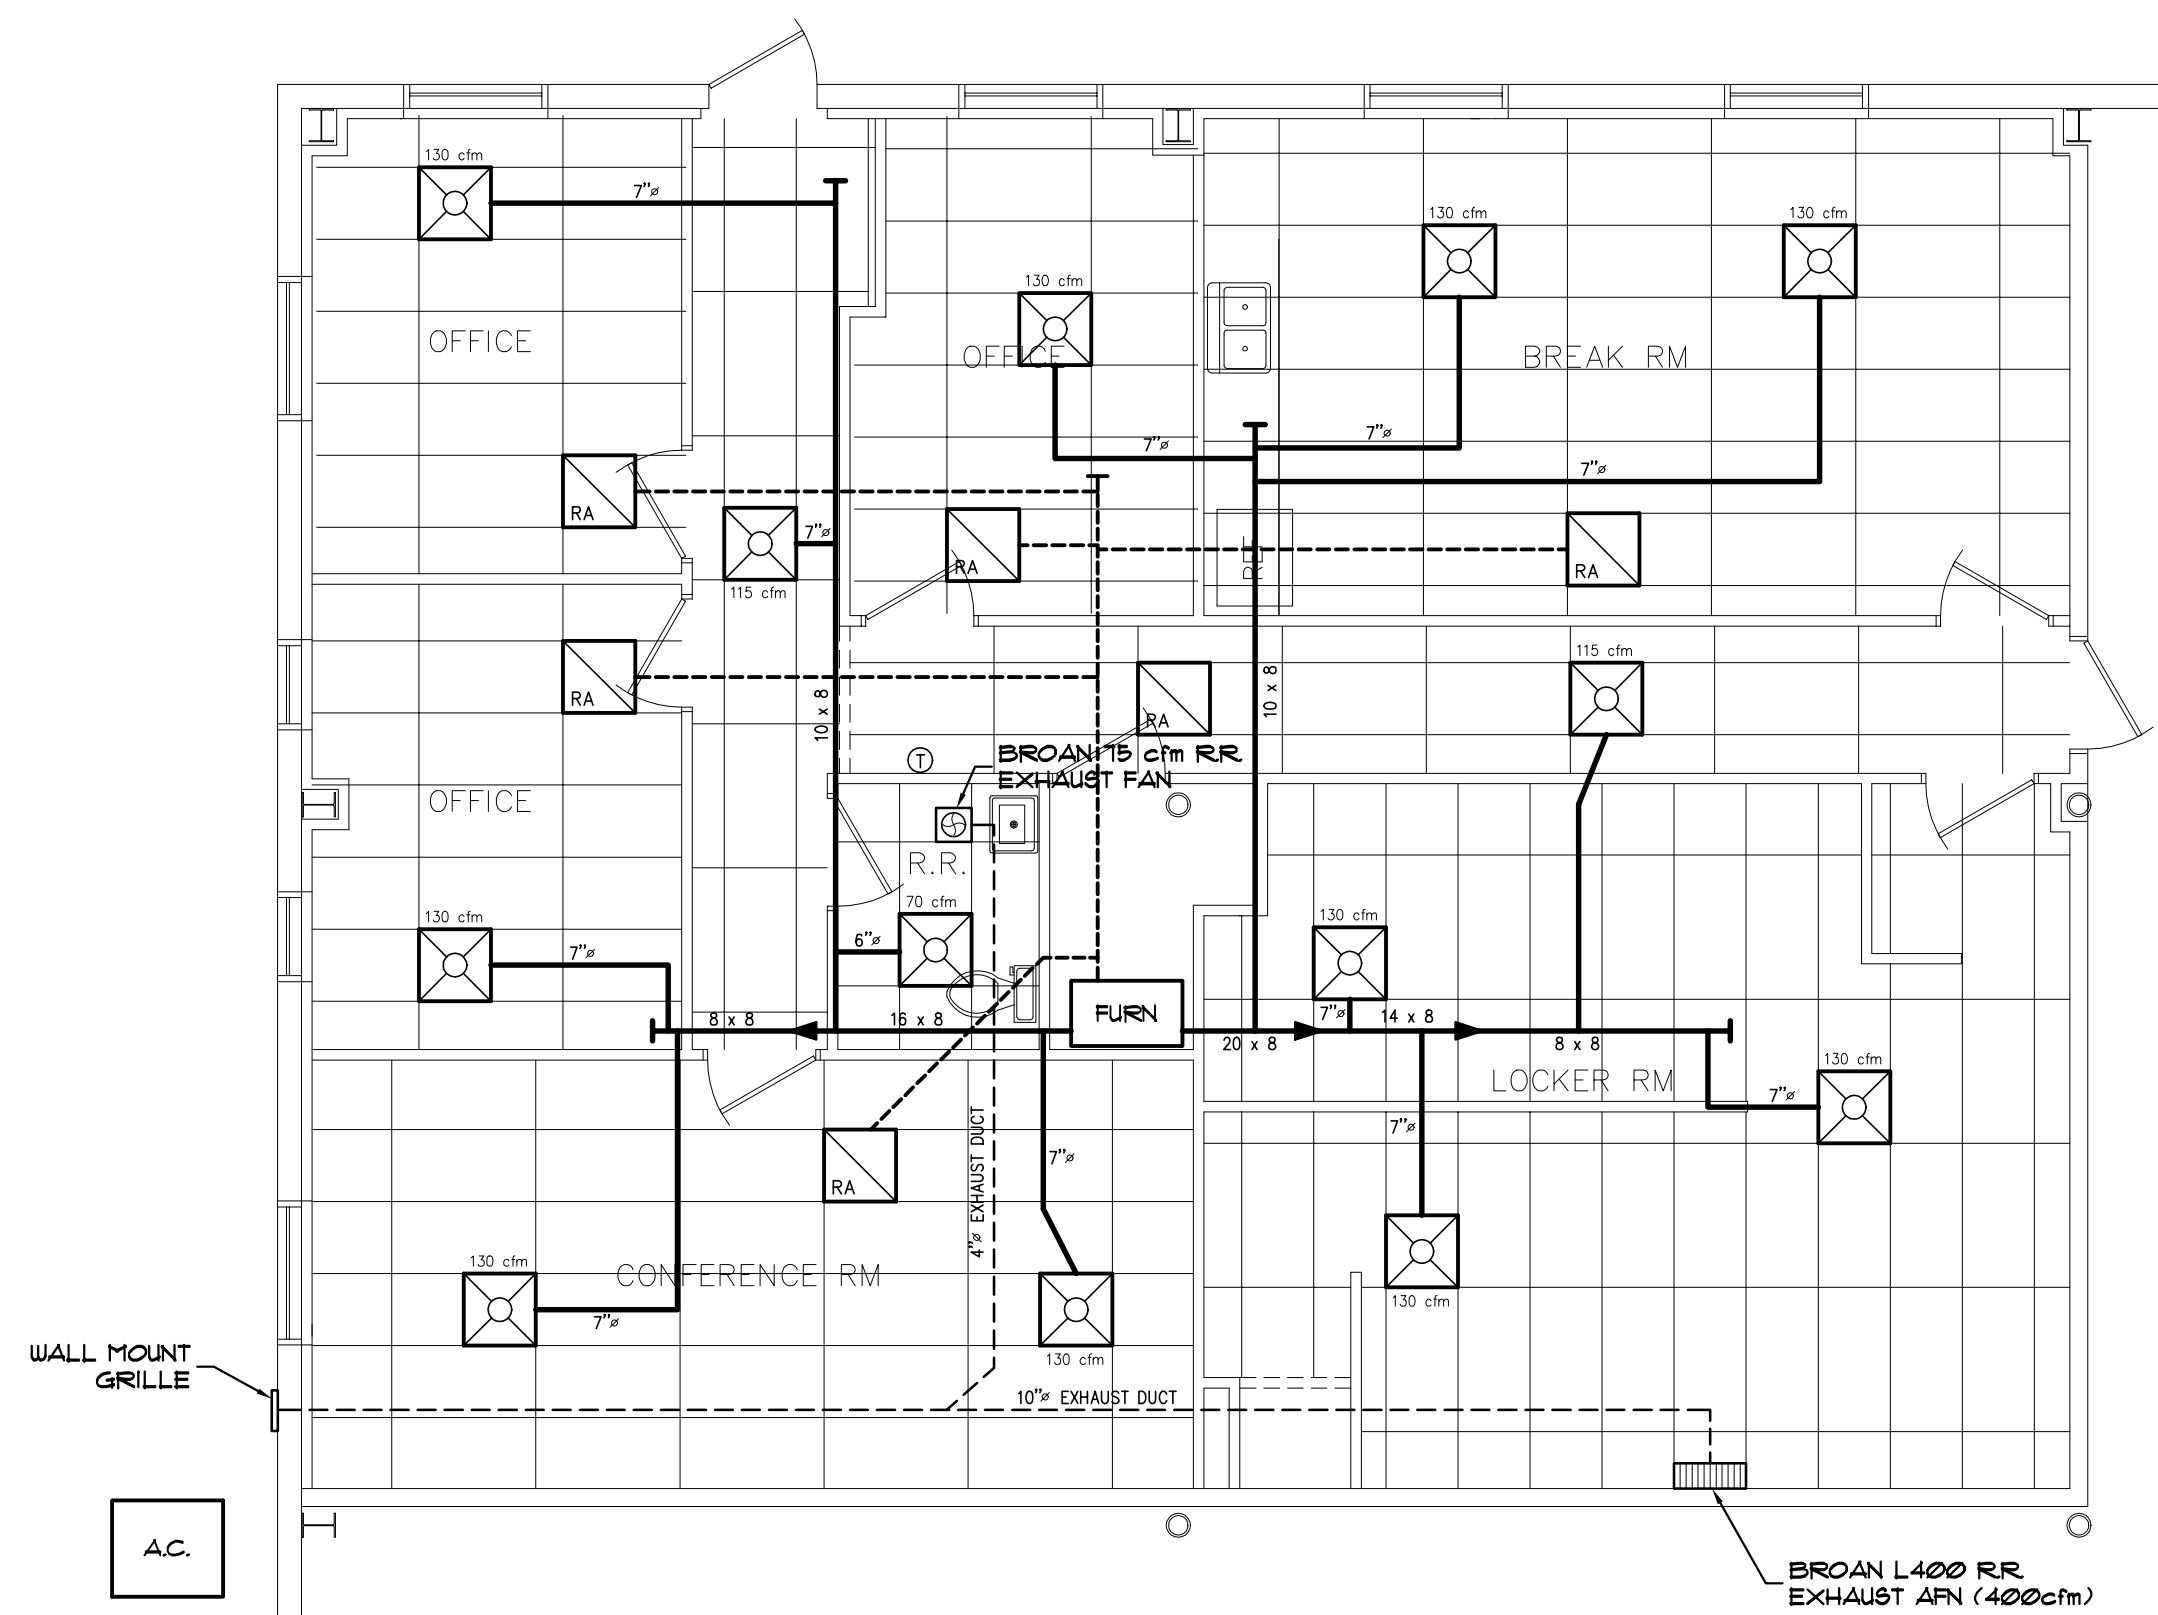 130 cfm
7"ø
130 cfm
130 cfm
130 cfm
OFFICE
OFFICE
BREAK RM
7"ø
7"ø
7"ø
RA
7"ø
RA
REF
RA
115 cfm
115 cfm
RA
10 x 8
RA
10 x 8
T
BROAN 75 cfm R.R.
EXHAUST FAN
OFFICE
R.R.
70 cfm
130 cfm
130 cfm
6"ø
7"ø
FURN
7"ø
8 x 8
16 x 8
14 x 8
20 x 8
8 x 8
130 cfm
LOCKER RM
7"ø
7"ø
4"ø EXHAUST DUCT
7"ø
RA
130 cfm
CONFERENCE RM
130 cfm
7"ø
130 cfm
WALL MOUNT
GRILLE
10"ø EXHAUST DUCT
A.C.
BROAN L400 R.R.
EXHAUST AFN (400cfm)